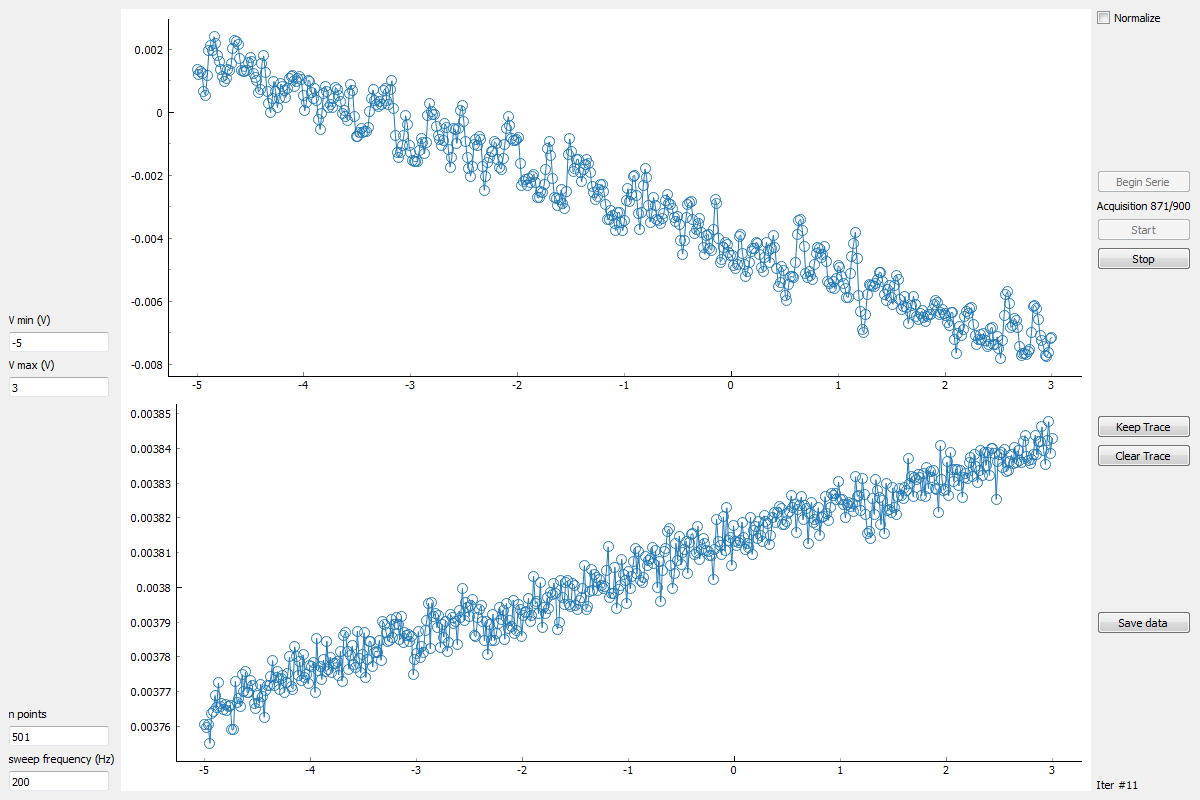 Normalize
0.002
0
-0.002
-0.004
-0.006
-0.008
-5
-4
-3
-2
-1
0
1
2
3
Begin Serie
Acquisition 871/900
Start
Stop
V min (V)
-5
V max (V)
3
0.00385
0.00384
0.00383
0.00382
0.00381
0.0038
0.00379
0.00378
0.00377
0.00376
-5
-4
-3
-2
-1
0
1
2
3
Keep Trace
Clear Trace
Save data
n points
501
sweep frequency (Hz)
200
Iter #11